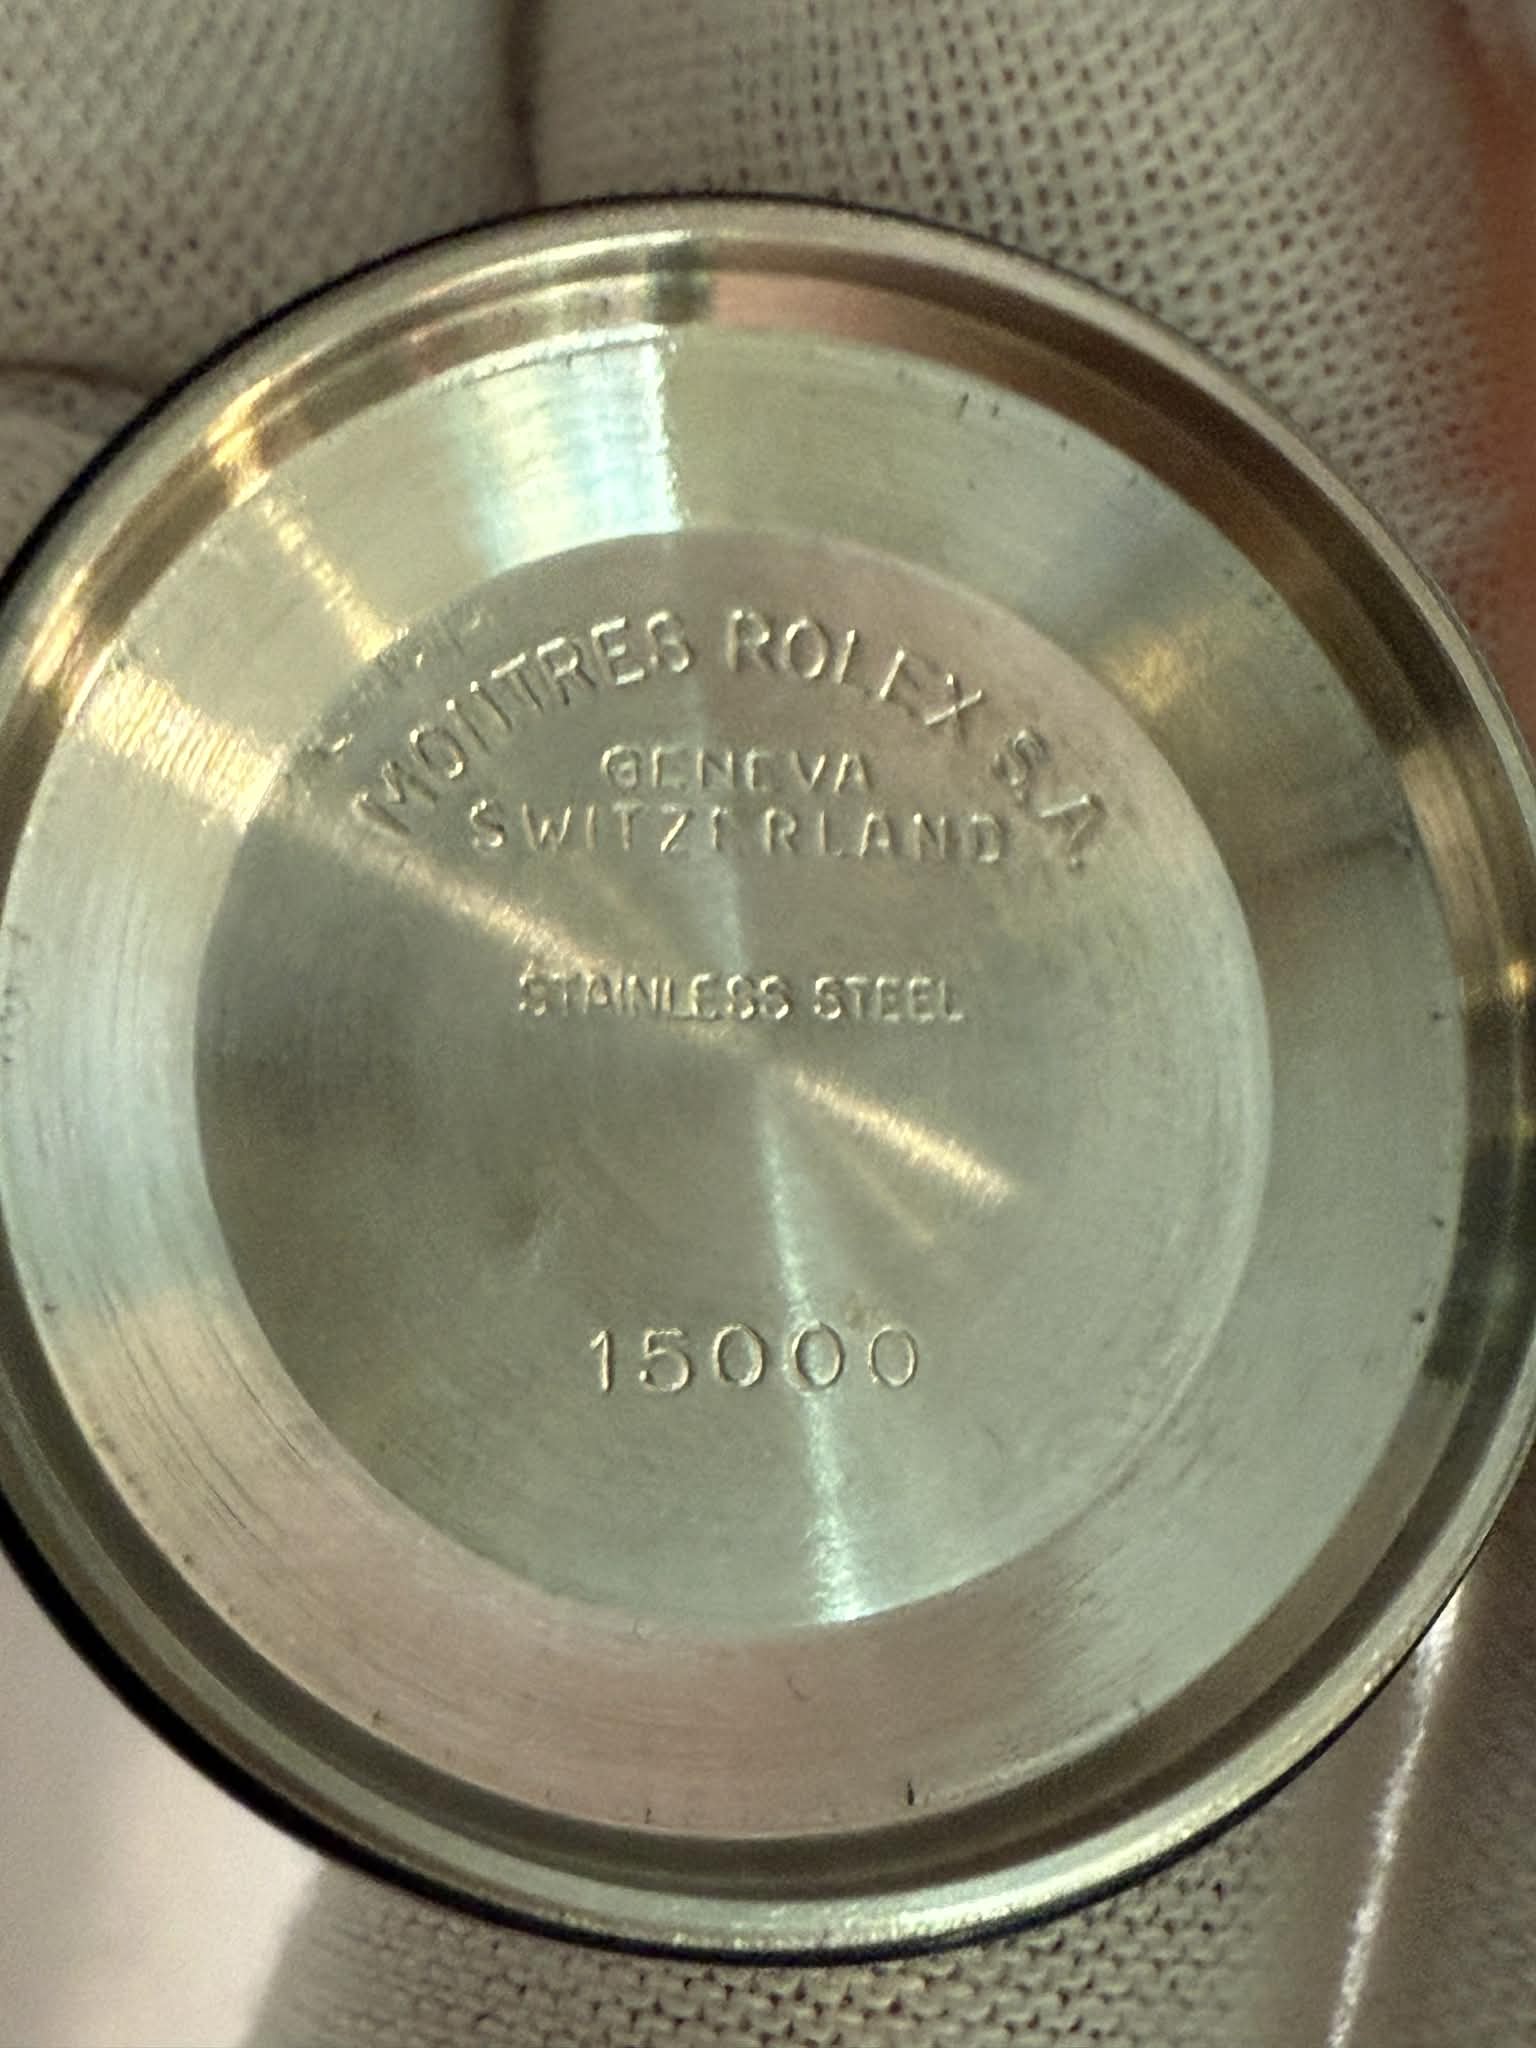 MONTRES ROLEX S.A.
GENEVA
SWITZERLAND
STAINLESS STEEL
15000